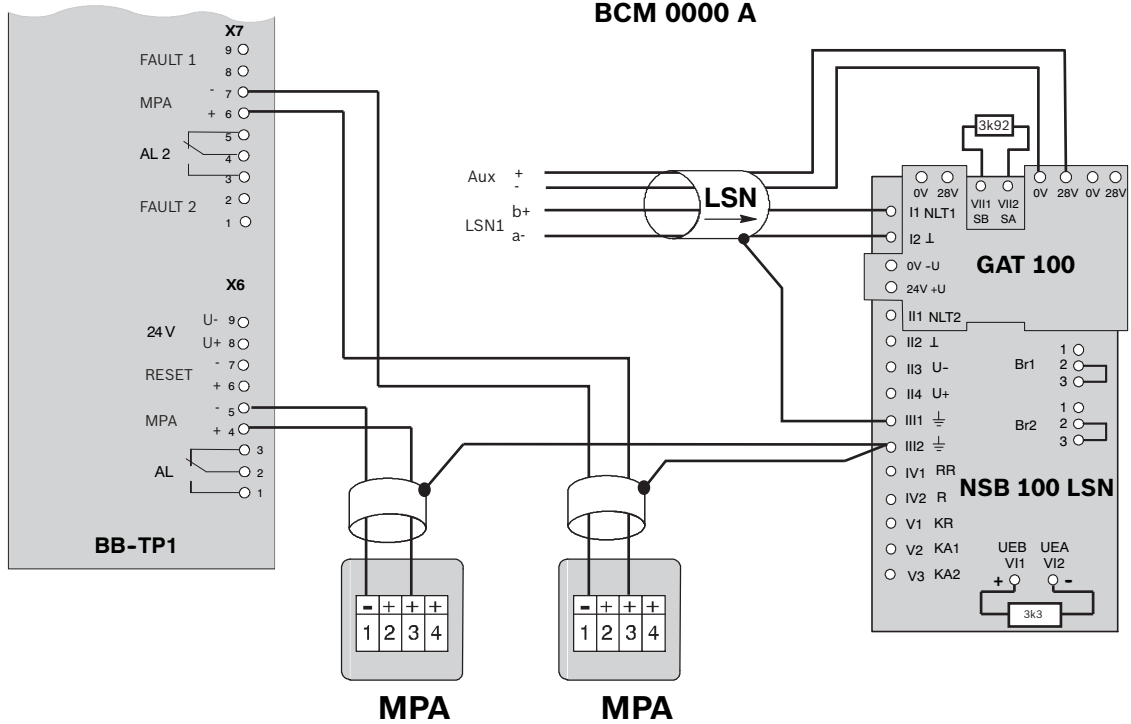 BCM 0000 A
X7
FAULT 1
9
8
MPA
- 7
+ 6
AL 2
5
4
3
FAULT 2
2
1
X6
24 V
U- 9
U+ 8
RESET
- 7
+ 6
MPA
- 5
+ 4
AL
3
2
1
BB-TP1
Aux + -
LSN1 b+ a-
LSN
3k92
0V 28V
VII1 VII2
SB SA
0V 28V 0V 28V
I1 NLT1
I2 ⊥
0V -U
24V +U
GAT 100
II1 NLT2
II2 ⊥
II3 U-
II4 U+
III1 ⏚
III2 ⏚
IV1 RR
IV2 R
V1 KR
V2 KA1
V3 KA2
Br1
1
2
3
Br2
1
2
3
NSB 100 LSN
UEB UEA
VI1 VI2
+ -
3k3
- + + +
1 2 3 4
MPA
- + + +
1 2 3 4
MPA